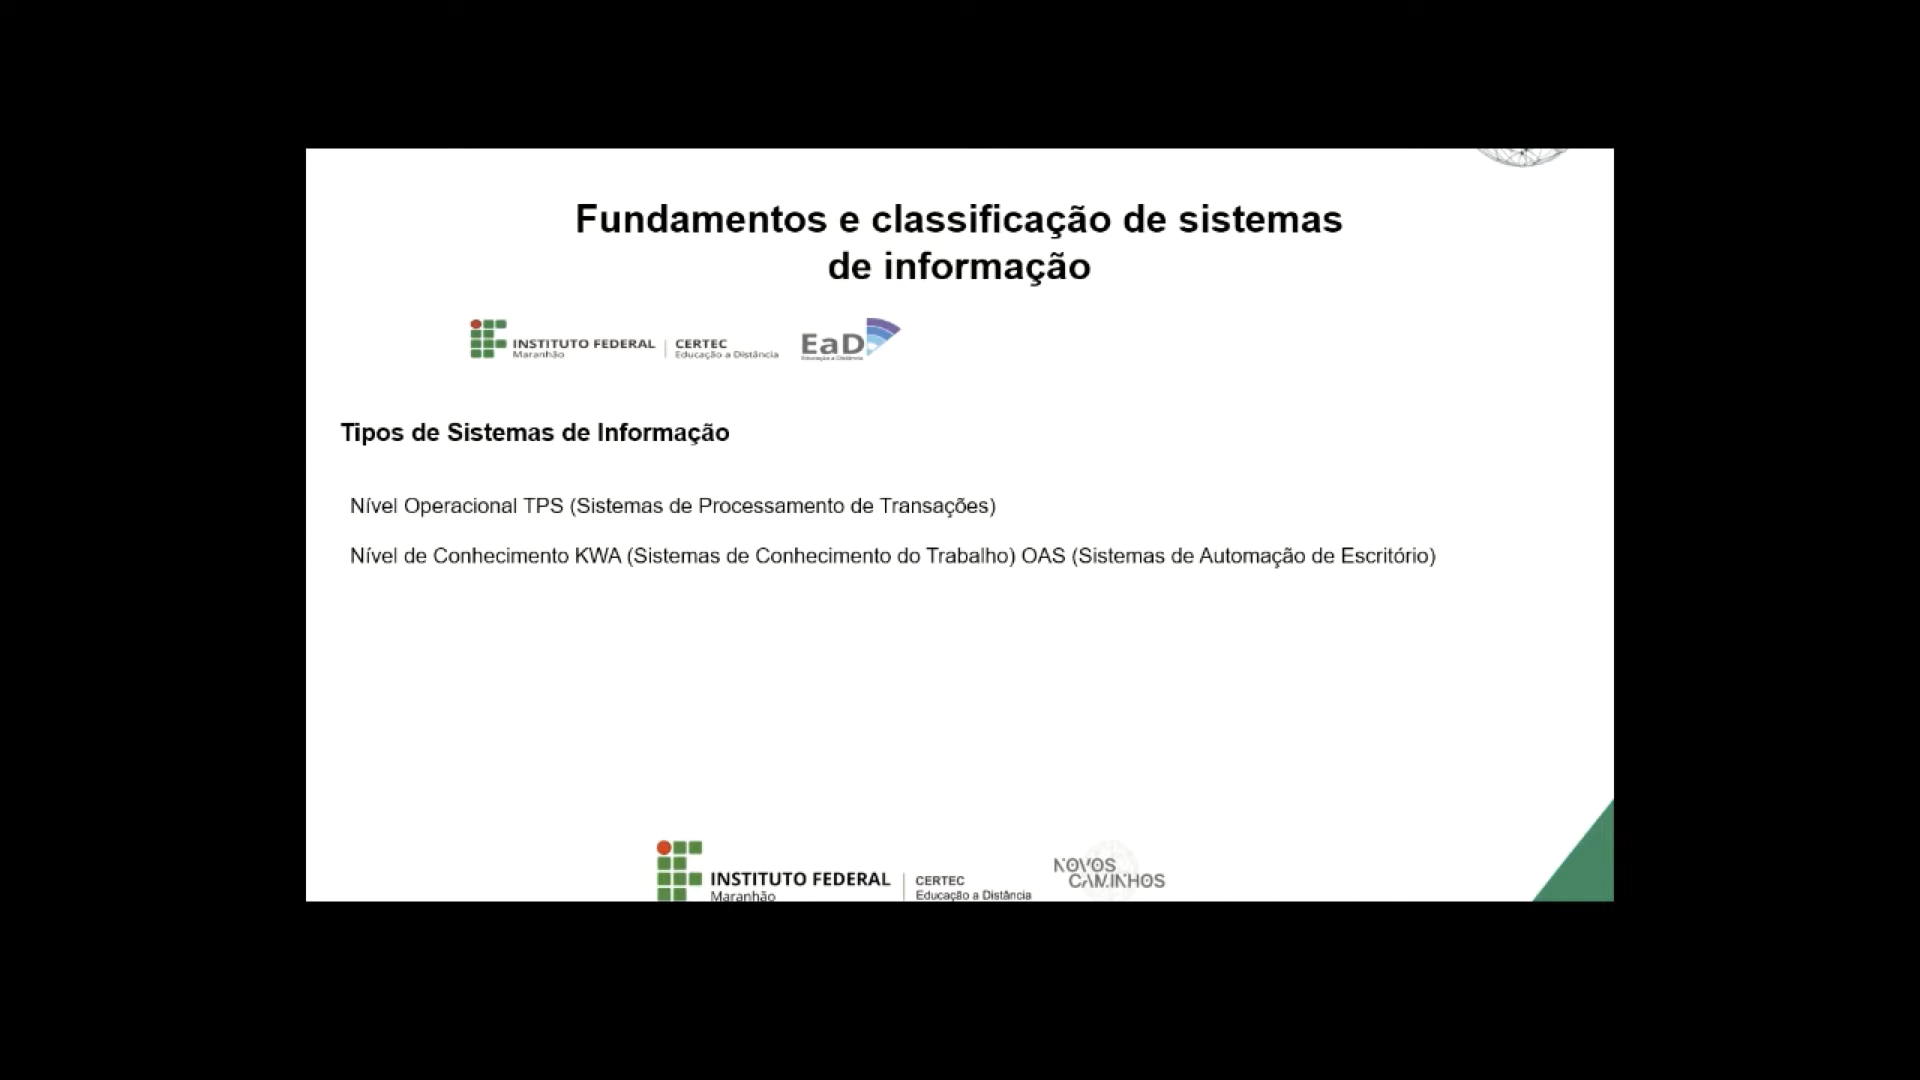 Fundamentos e classificação de sistemas
de informação
INSTITUTO FEDERAL
Maranhão
CERTEC
Educação a Distância
EaD
Educação a Distância
Tipos de Sistemas de Informação
Nível Operacional TPS (Sistemas de Processamento de Transações)
Nível de Conhecimento KWA (Sistemas de Conhecimento do Trabalho) OAS (Sistemas de Automação de Escritório)
INSTITUTO FEDERAL
Maranhão
CERTEC
Educação a Distância
NOVOS
CAMINHOS